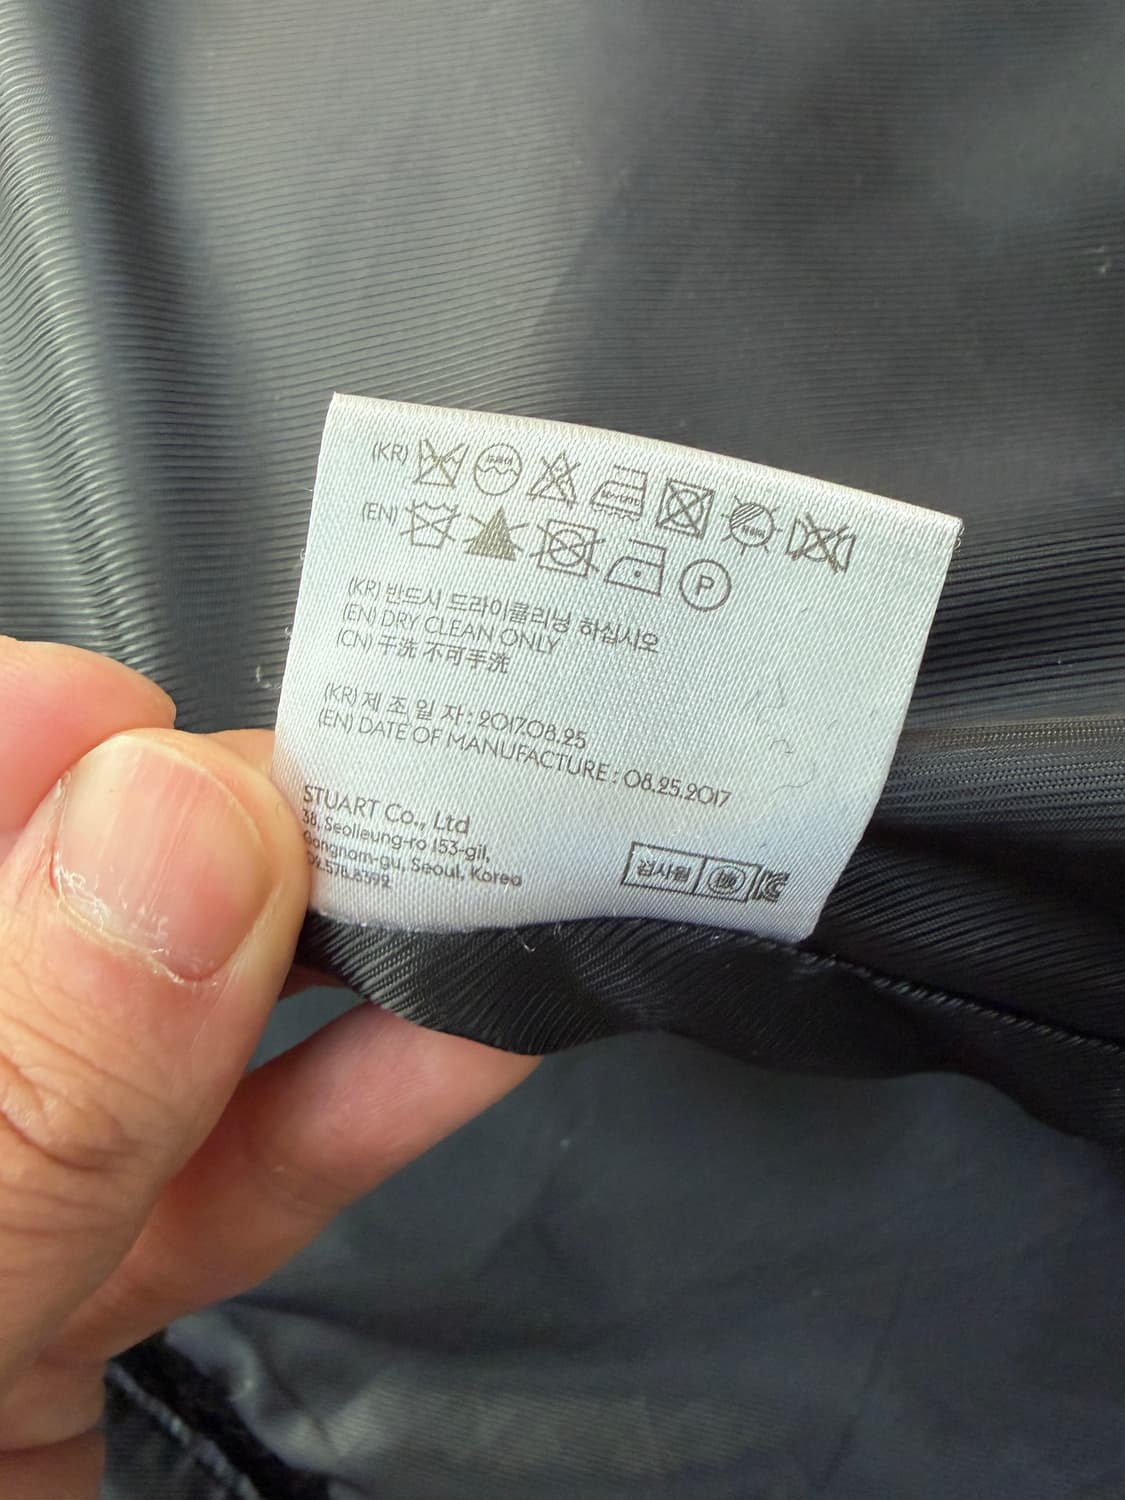 (KR)
(EN)
P
(KR) 반드시 드라이클리닝 하십시오
(EN) DRY CLEAN ONLY
(CN) 干洗 不可手洗
(KR) 제 조 일 자 : 2017.08.25
(EN) DATE OF MANUFACTURE : 08.25.2017
STUART Co., Ltd
38, Seolleung-ro 153-gil,
Gangnam-gu, Seoul, Korea
02.578.8392
검사필